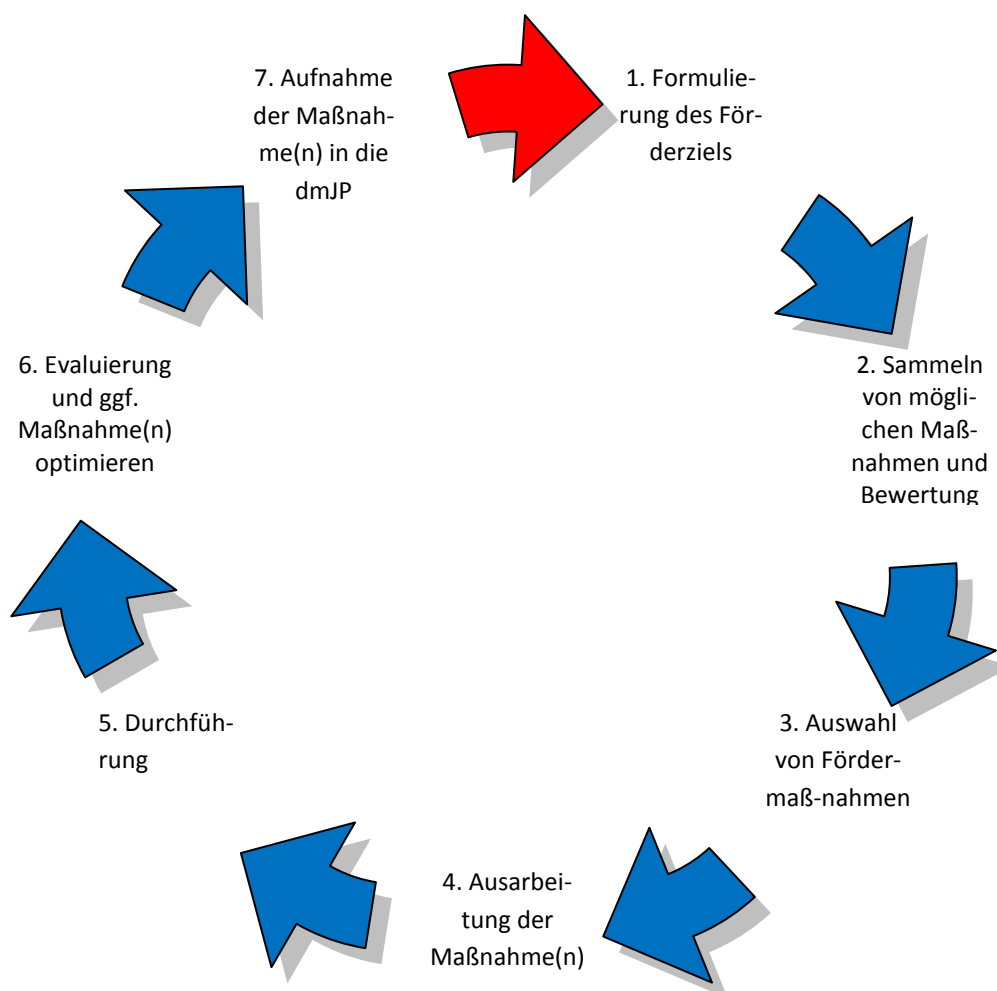 1. Formulie-
rung des För-
derziels
2. Sammeln
von mögli-
chen Maß-
nahmen und
Bewertung
3. Auswahl
von Förder-
maß-nahmen
4. Ausarbei-
tung der
Maßnahme(n)
5. Durchfüh-
rung
6. Evaluierung
und ggf.
Maßnahme(n)
optimieren
7. Aufnahme
der Maßnah-
me(n) in die
dmJP